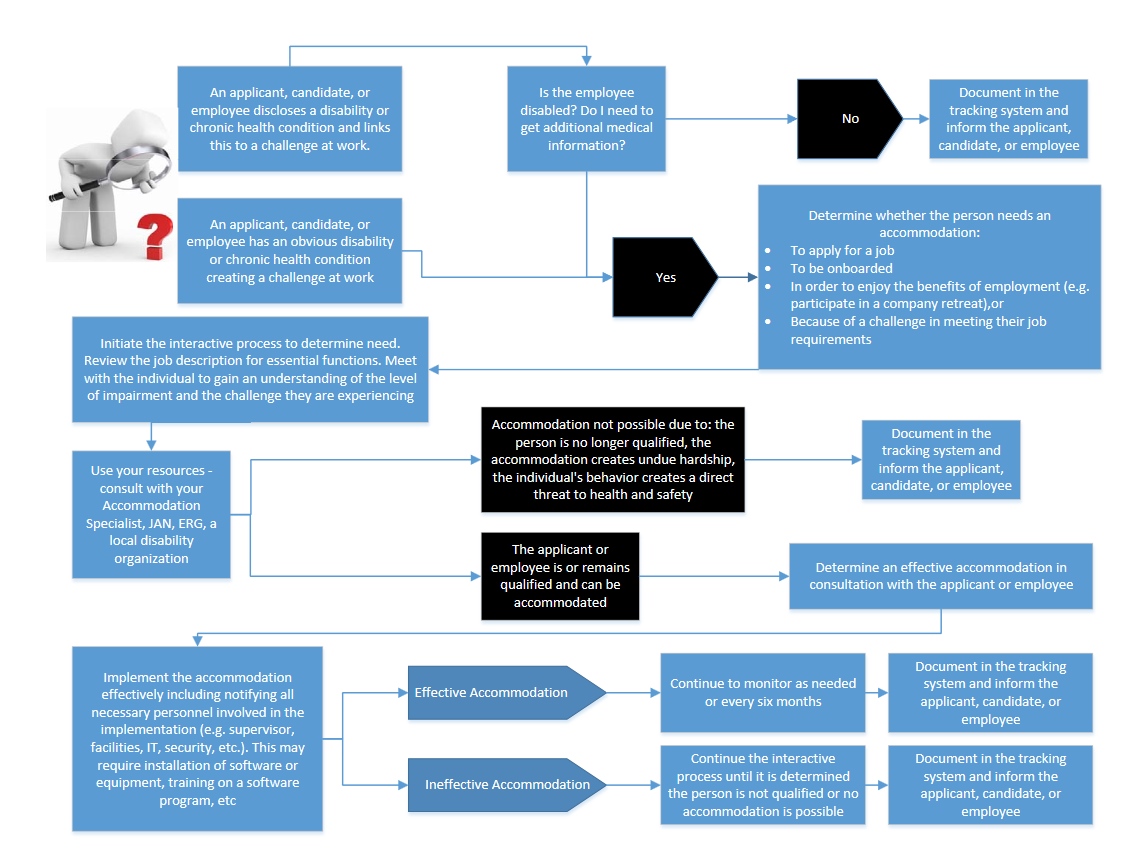 An applicant, candidate, or
employee discloses a disability or
chronic health condition and links
this to a challenge at work.
Is the employee
disabled? Do I need to
get additional medical
information?
No
Document in the
tracking system and
inform the applicant,
candidate, or employee
An applicant, candidate, or
employee has an obvious disability
or chronic health condition
creating a challenge at work
Yes
Determine whether the person needs an
accommodation:
• To apply for a job
• To be onboarded
• In order to enjoy the benefits of employment (e.g.
participate in a company retreat),or
• Because of a challenge in meeting their job
requirements
Initiate the interactive process to determine need.
Review the job description for essential functions. Meet
with the individual to gain an understanding of the level
of impairment and the challenge they are experiencing
Use your resources -
consult with your
Accommodation
Specialist, JAN, ERG, a
local disability
organization
Accommodation not possible due to: the
person is no longer qualified, the
accommodation creates undue hardship,
the individual's behavior creates a direct
threat to health and safety
Document in the
tracking system and
inform the applicant,
candidate, or employee
The applicant or
employee is or remains
qualified and can be
accommodated
Determine an effective accommodation in
consultation with the applicant or employee
Implement the accommodation
effectively including notifying all
necessary personnel involved in the
implementation (e.g. supervisor,
facilities, IT, security, etc.). This may
require installation of software or
equipment, training on a software
program, etc
Effective Accommodation
Continue to monitor as needed
or every six months
Document in the tracking
system and inform the
applicant, candidate, or
employee
Ineffective Accommodation
Continue the interactive
process until it is determined
the person is not qualified or no
accommodation is possible
Document in the tracking
system and inform the
applicant, candidate, or
employee